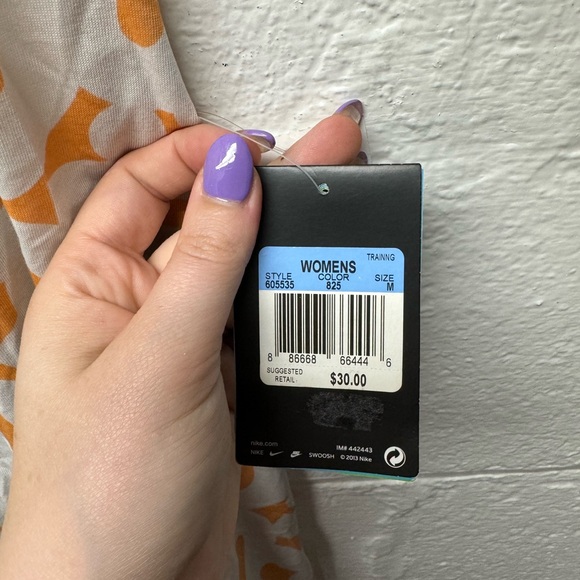 TRAINNG
WOMENS
STYLE COLOR SIZE
605535 825 M
8 86668 66444 6
SUGGESTED
RETAIL: $30.00
nike.com IM# 442443
NIKE SWOOSH © 2013 Nike